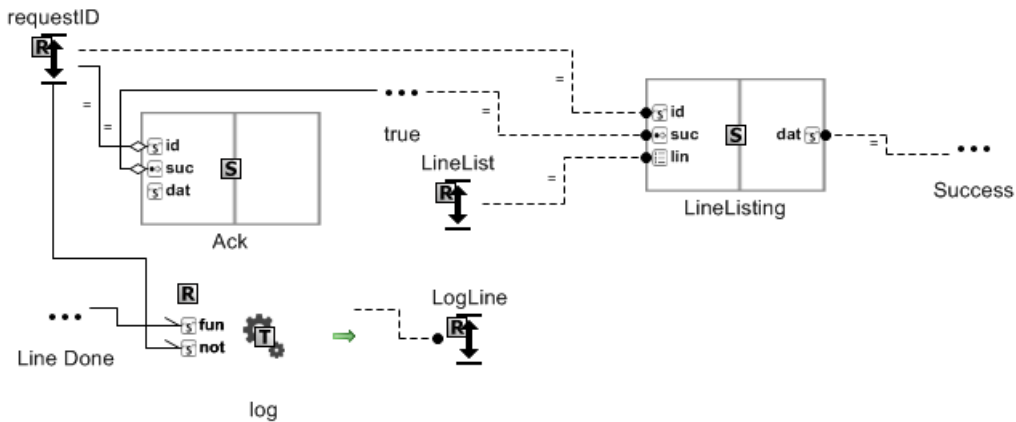 requestID
R
=
=
=
=
id
suc
dat
S
Ack
•••
true
LineList
R
=
id
suc
lin
S
dat
LineListing
=
•••
Success
R
•••
fun
not
Line Done
T
log
LogLine
R